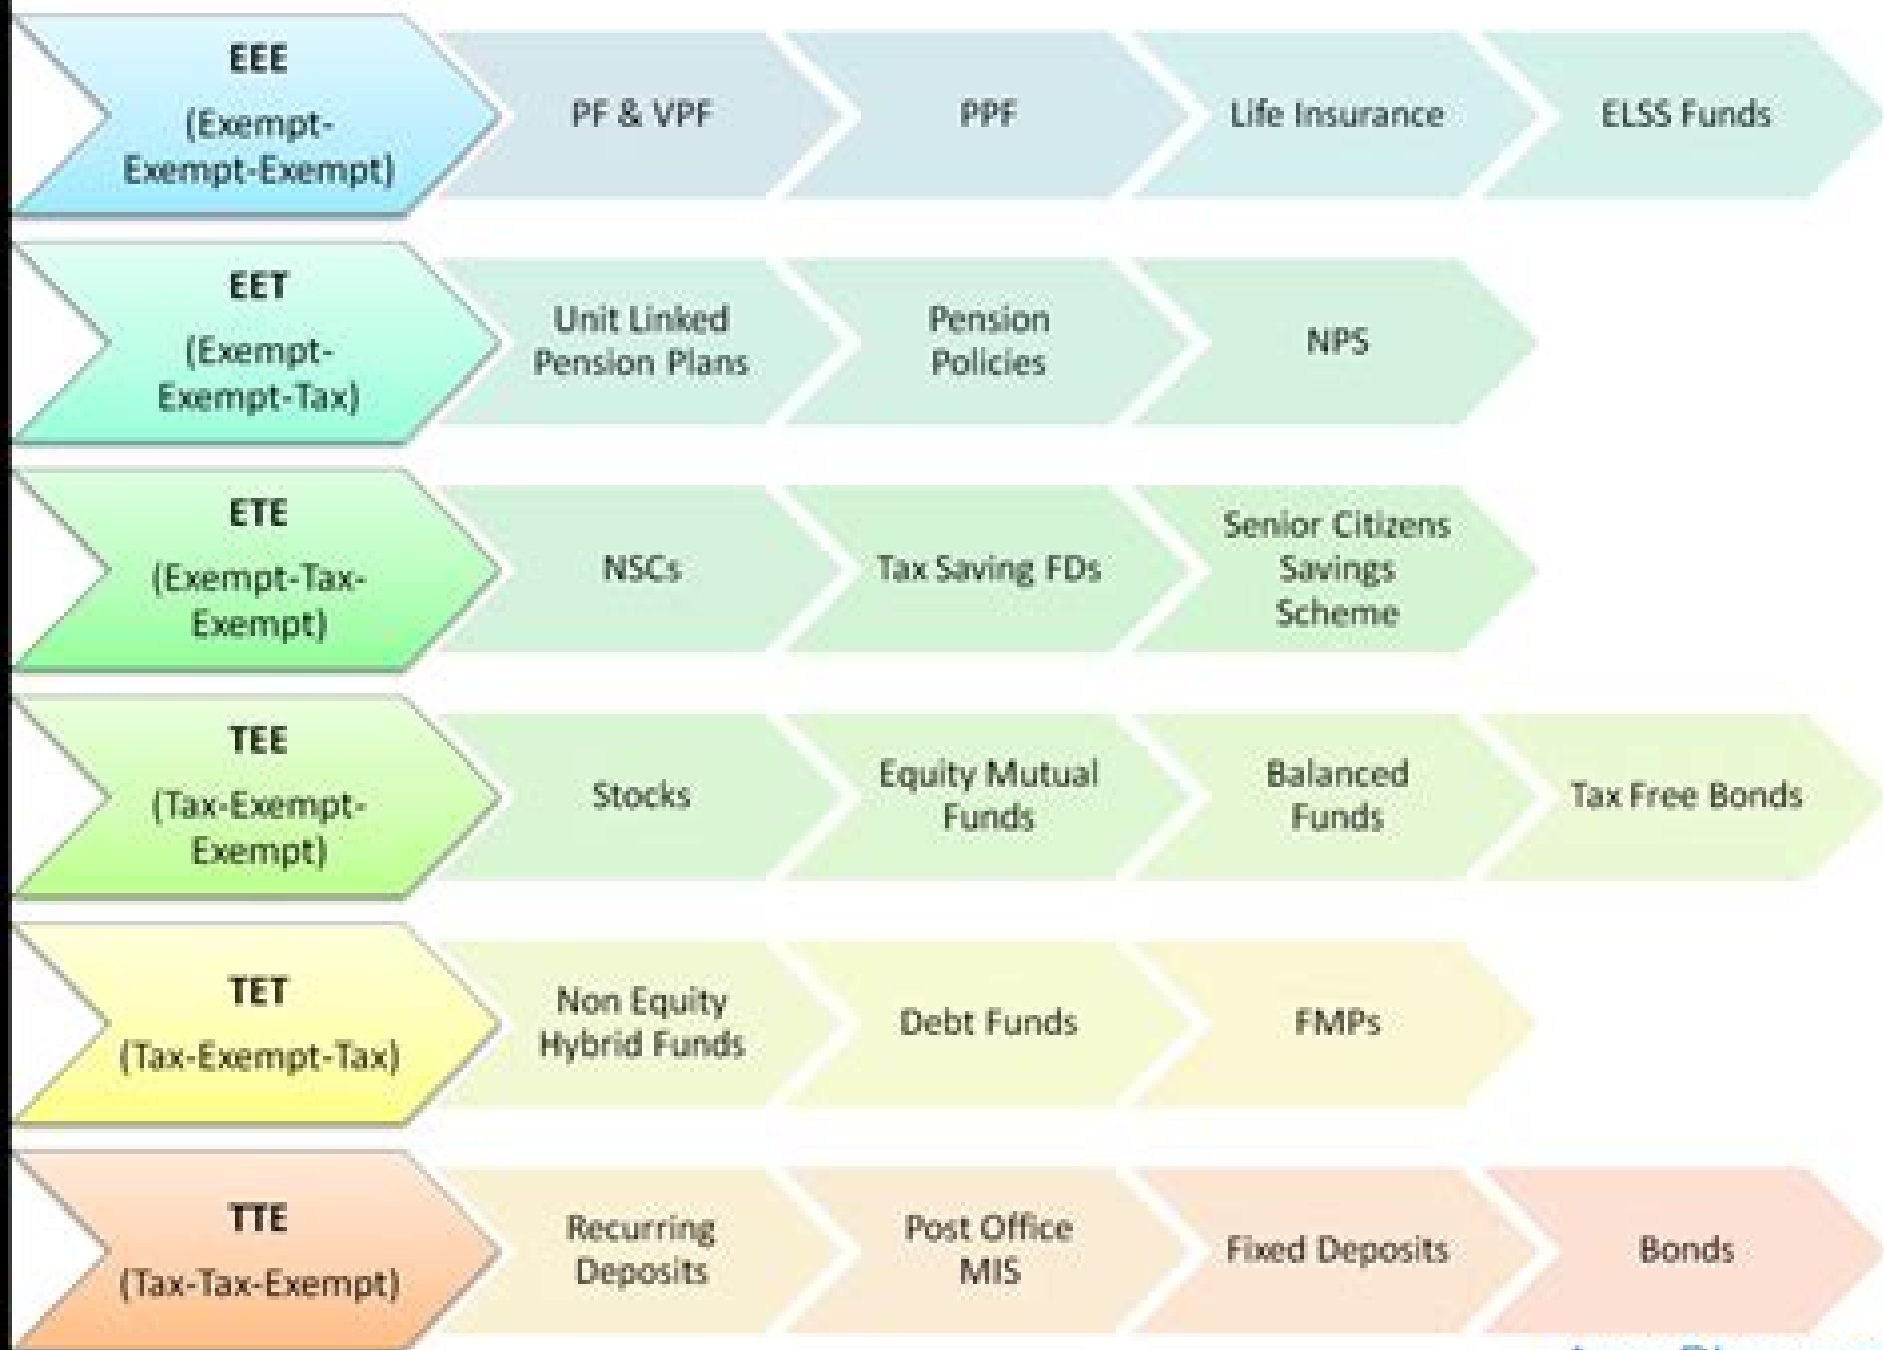 EEE
(Exempt-
Exempt-Exempt)
PF & VPF
PPF
Life Insurance
ELSS Funds
EET
(Exempt-
Exempt-Tax)
Unit Linked
Pension Plans
Pension
Policies
NPS
ETE
(Exempt-Tax-
Exempt)
NSCs
Tax Saving FDs
Senior Citizens
Savings
Scheme
TEE
(Tax-Exempt-
Exempt)
Stocks
Equity Mutual
Funds
Balanced
Funds
Tax Free Bonds
TET
(Tax-Exempt-Tax)
Non Equity
Hybrid Funds
Debt Funds
FMPs
TTE
(Tax-Tax-Exempt)
Recurring
Deposits
Post Office
MIS
Fixed Deposits
Bonds